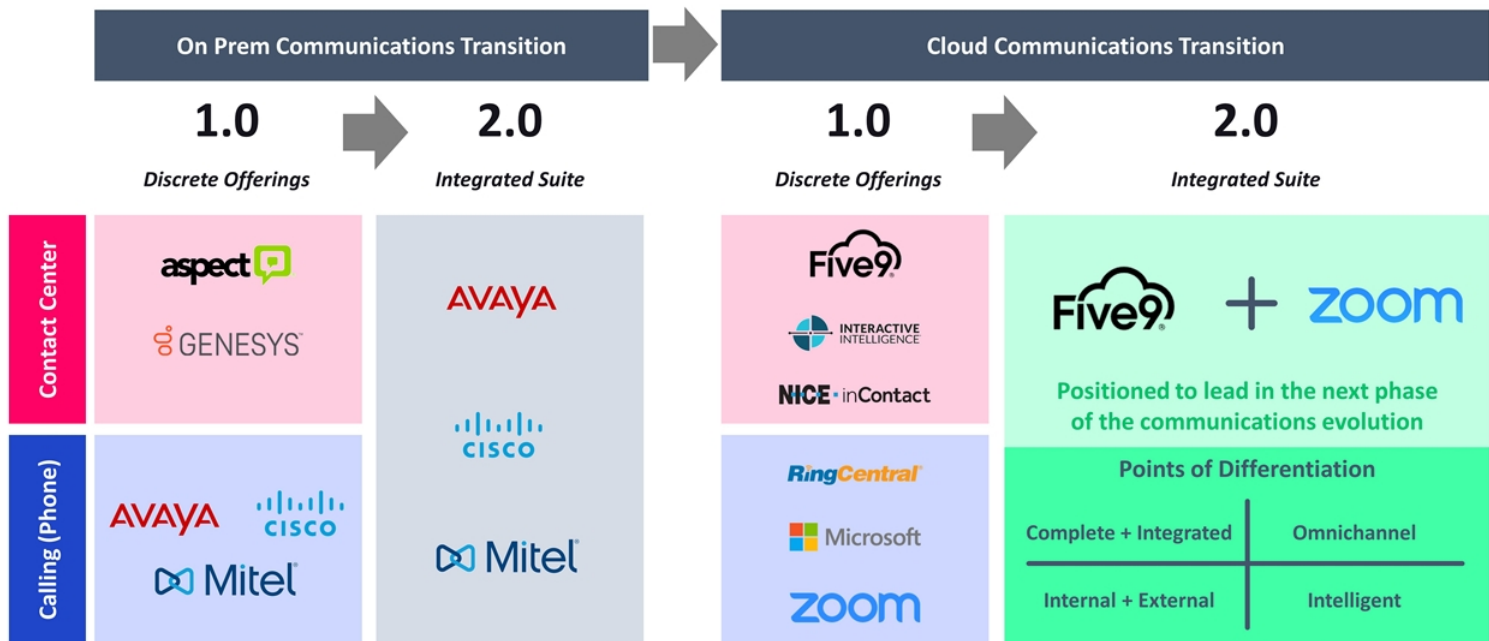 On Prem Communications Transition
Cloud Communications Transition
1.0
2.0
1.0
2.0
Discrete Offerings
Integrated Suite
Discrete Offerings
Integrated Suite
Contact Center
aspect
GENESYS™
AVAYA
CISCO
Mitel®
Five9®
INTERACTIVE
INTELLIGENCE®
NICE inContact
Five9® + zoom
Positioned to lead in the next phase
of the communications evolution
Calling (Phone)
AVAYA
CISCO
Mitel®
RingCentral®
Microsoft
zoom
Points of Differentiation
Complete + Integrated
Omnichannel
Internal + External
Intelligent